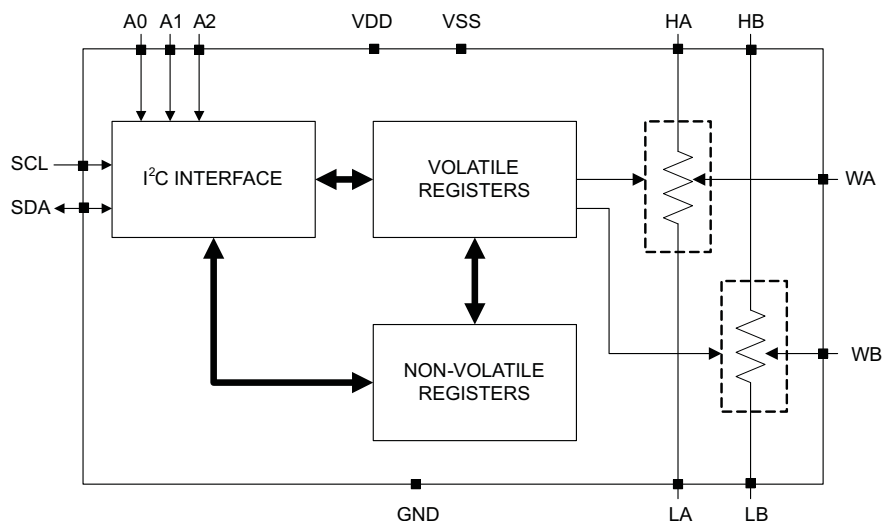 A0 A1 A2 VDD VSS HA HB
SCL
SDA
I²C INTERFACE
VOLATILE
REGISTERS
WA
NON-VOLATILE
REGISTERS
WB
GND LA LB